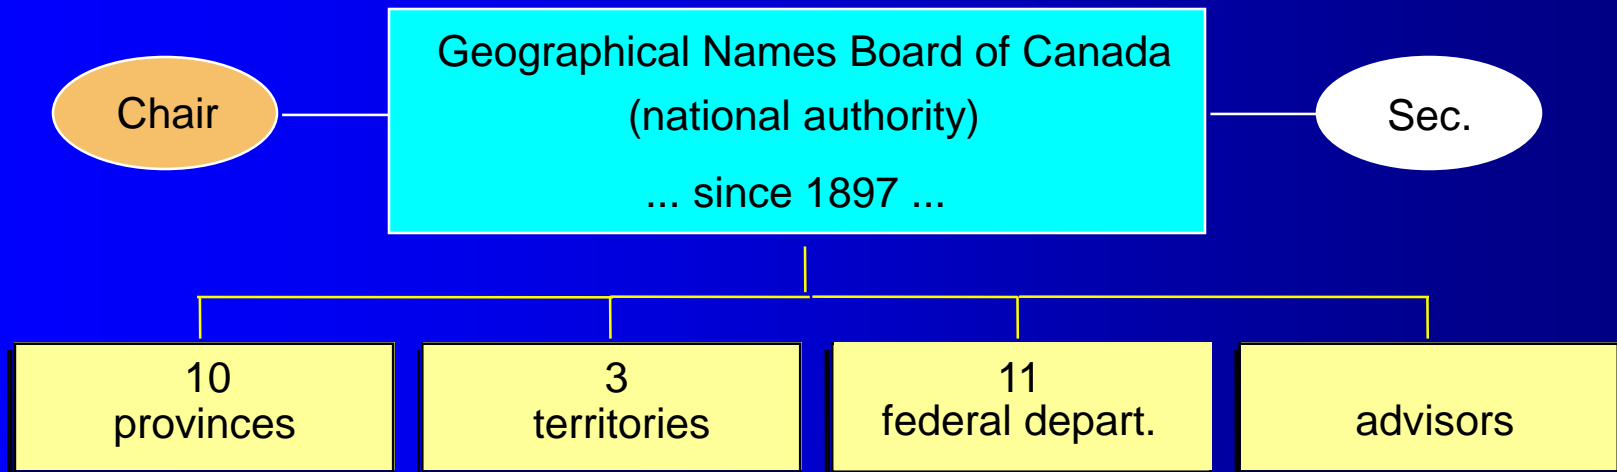 Geographical Names Board of Canada
Chair
(national authority)
Sec.
... since 1897 ...
10
provinces
3
territories
11
federal depart.
advisors